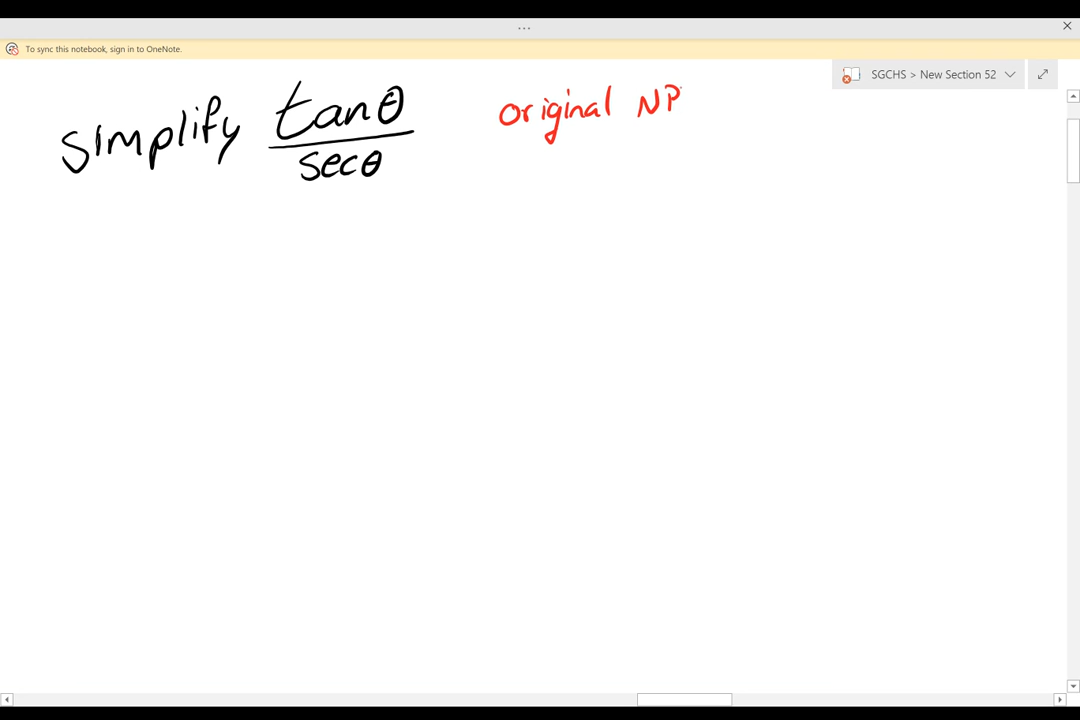 To sync this notebook, sign in to OneNote.
SGCHS > New Section 52
simplify tanθ / secθ
original NP